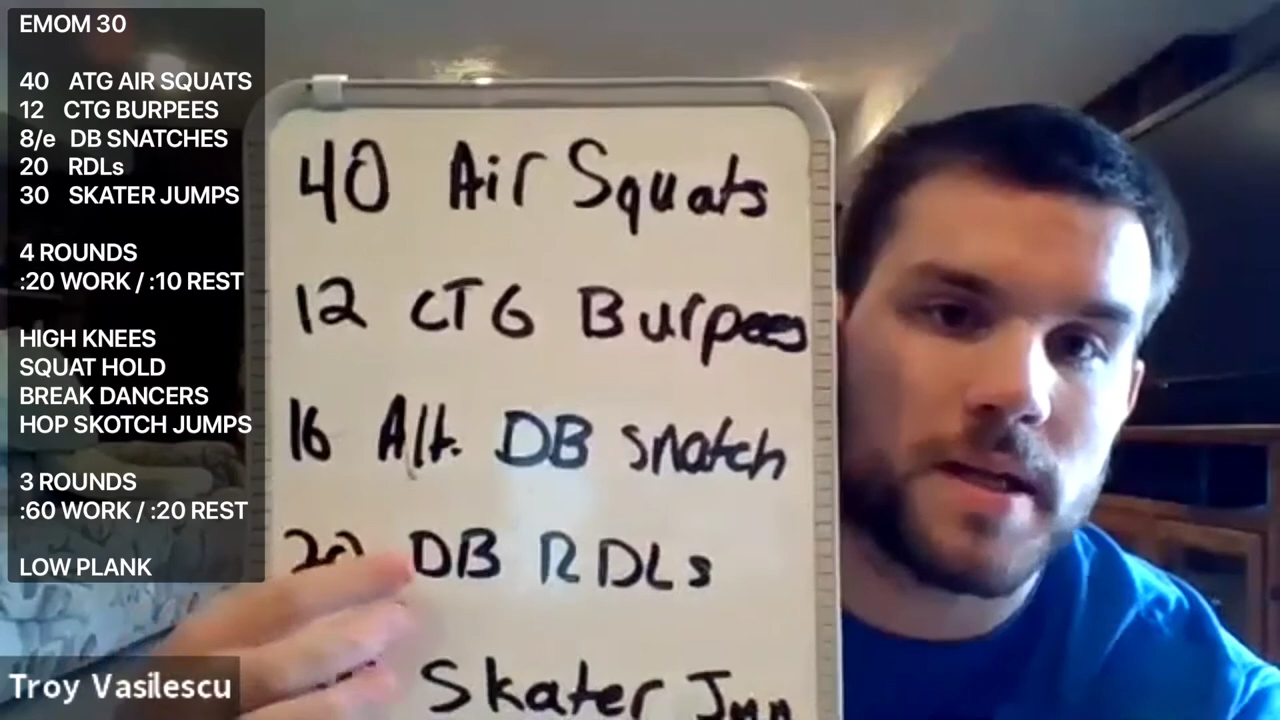 EMOM 30
40 ATG AIR SQUATS
12 CTG BURPEES
8/e DB SNATCHES
20 RDLs
30 SKATER JUMPS
4 ROUNDS
:20 WORK / :10 REST
HIGH KNEES
SQUAT HOLD
BREAK DANCERS
HOP SKOTCH JUMPS
3 ROUNDS
:60 WORK / :20 REST
LOW PLANK
Troy Vasilescu
40 Air Squats
12 CTG Burpees
16 Alt. DB Snatch
20 DB RDLs
Skater